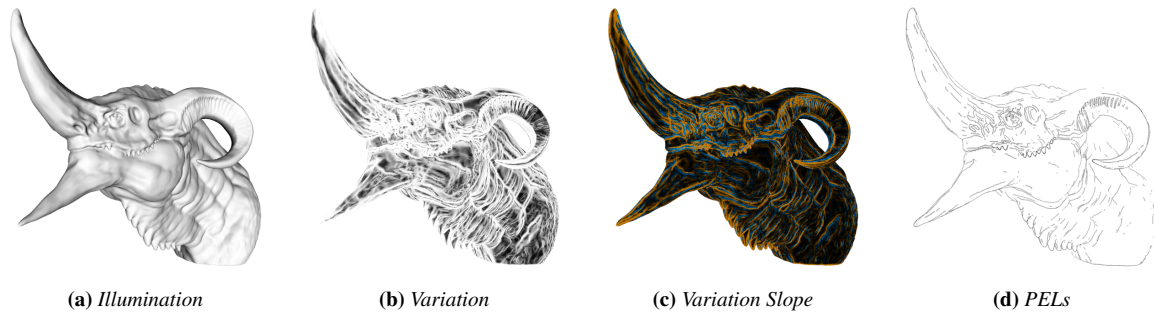 (a) Illumination
(b) Variation
(c) Variation Slope
(d) PELs